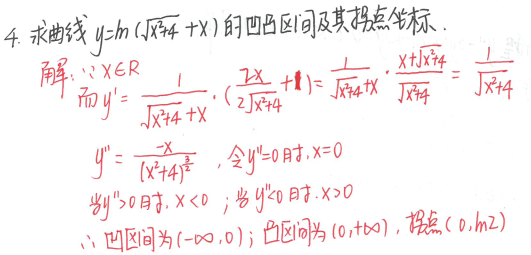 4. 求曲线 y=ln(√(x²+4) +x) 的凹凸区间及其拐点坐标.
解: ∵ x∈R
而 y' = 1/(√(x²+4)+x) · (2x/(2√(x²+4)) + 1) = 1/(√(x²+4)+x) · (x+√(x²+4))/√(x²+4) = 1/√(x²+4)
y'' = -x/(x²+4)^(3/2) , 令y''=0时, x=0
当y''>0时, x<0 ; 当y''<0时. x>0
∴ 凹区间为(-∞,0) ; 凸区间为(0,+∞) , 拐点(0,ln2)